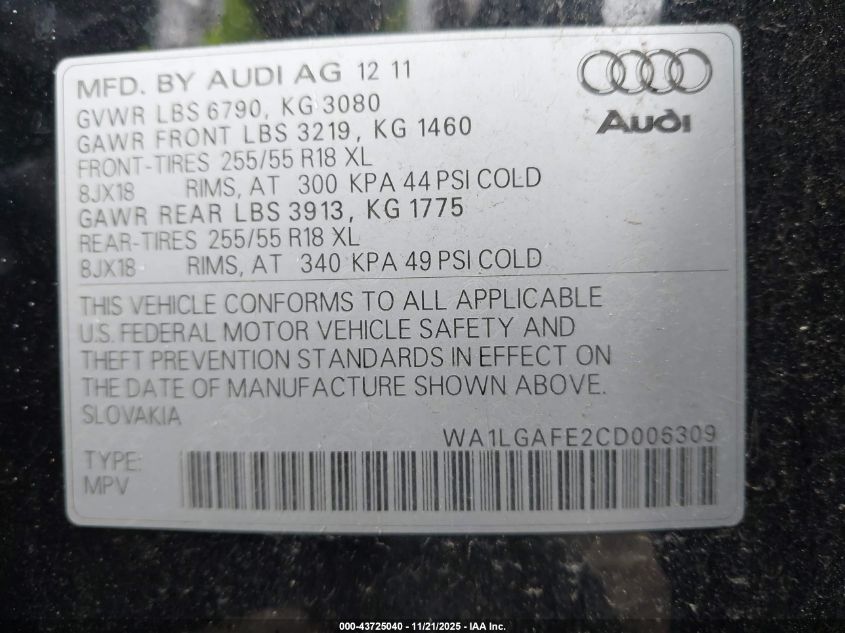 MFD. BY AUDI AG 12 11
GVWR LBS 6790, KG 3080
GAWR FRONT LBS 3219, KG 1460
FRONT-TIRES 255/55 R18 XL
8JX18 RIMS, AT 300 KPA 44 PSI COLD
GAWR REAR LBS 3913, KG 1775
REAR-TIRES 255/55 R18 XL
8JX18 RIMS, AT 340 KPA 49 PSI COLD
Audi
THIS VEHICLE CONFORMS TO ALL APPLICABLE
U.S. FEDERAL MOTOR VEHICLE SAFETY AND
THEFT PREVENTION STANDARDS IN EFFECT ON
THE DATE OF MANUFACTURE SHOWN ABOVE.
SLOVAKIA
WA1LGAFE2CD006309
TYPE:
MPV
000-43725040 - 11/21/2025 - IAA Inc.